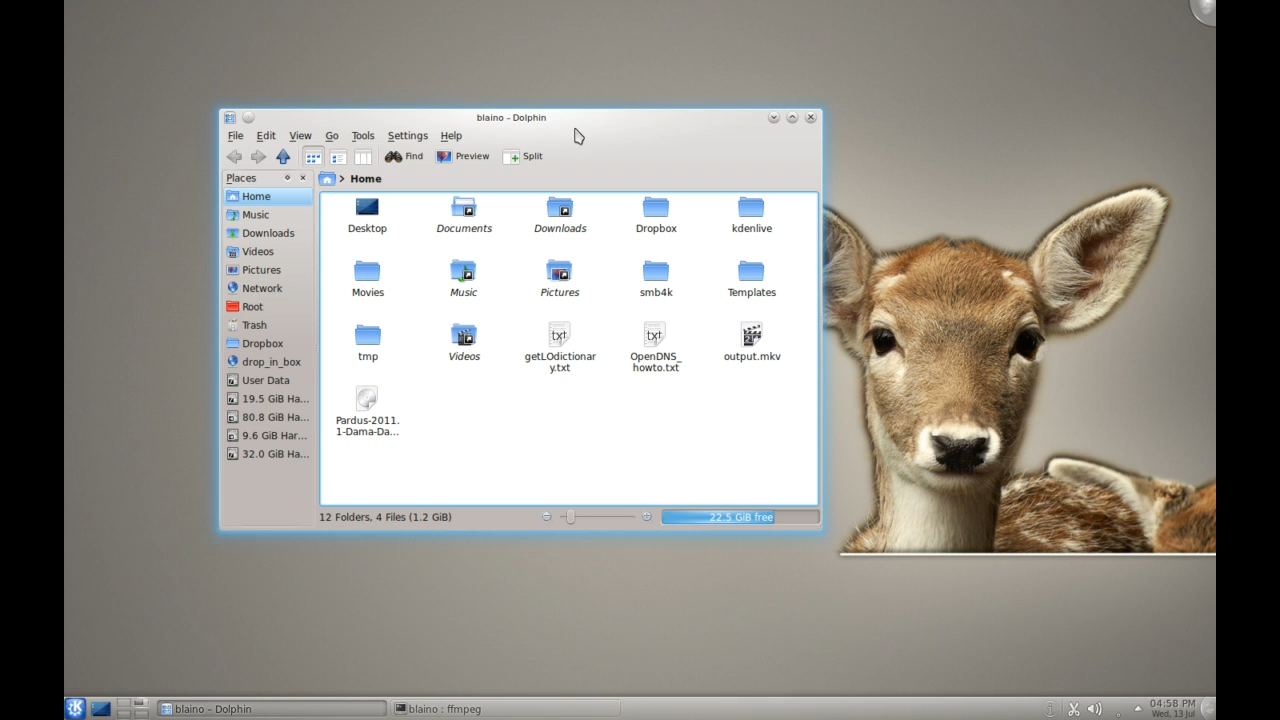 blaino – Dolphin
File Edit View Go Tools Settings Help
Find Preview Split
Places
Home
Home
Music
Downloads
Videos
Pictures
Network
Root
Trash
Dropbox
drop_in_box
User Data
19.5 GiB Ha...
80.8 GiB Ha...
9.6 GiB Har...
32.0 GiB Ha...
Desktop Documents Downloads Dropbox kdenlive
Movies Music Pictures smb4k Templates
txt txt
tmp Videos getLOdictionar OpenDNS_ output.mkv
y.txt howto.txt
Pardus-2011.
1-Dama-Da...
12 Folders, 4 Files (1.2 GiB) 22.5 GiB free
blaino – Dolphin blaino : ffmpeg 04:58 PM
Wed, 13 Jul